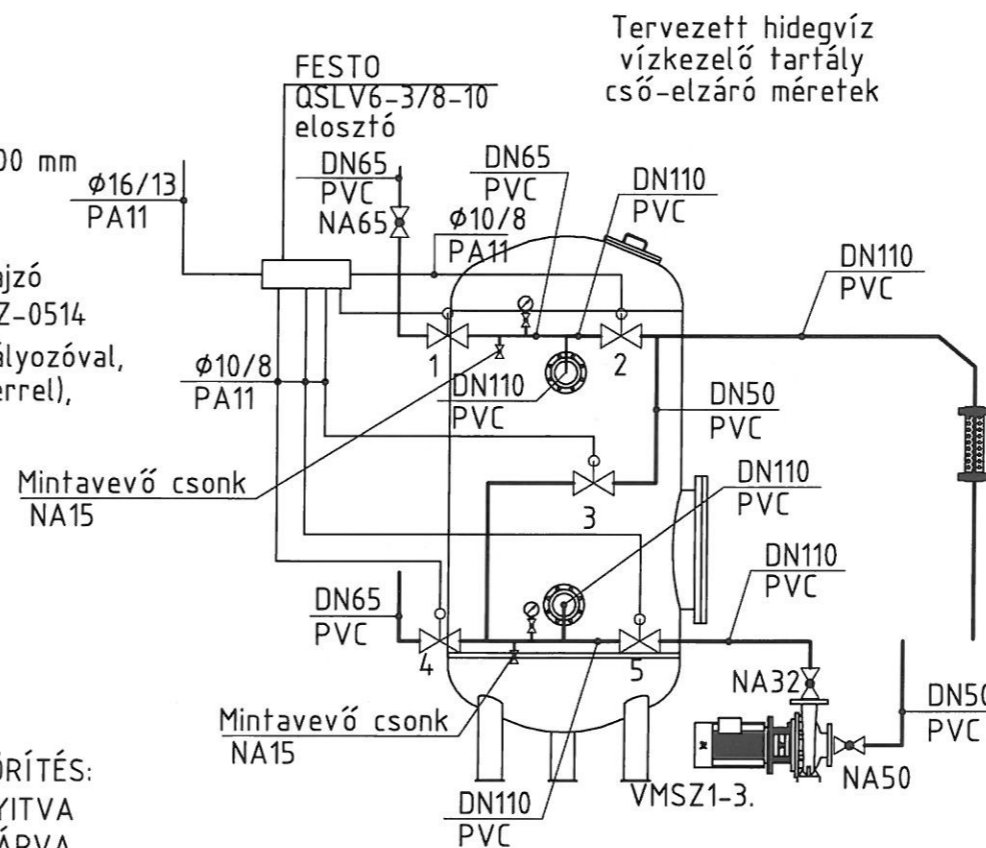 Tervezett hidegvíz
vízkezelő tartály
cső-elzáró méretek
FESTO
QSLV6-3/8-10
elosztó
00 mm
ϕ16/13
PA11
DN65
PVC
NA65
DN65
PVC
DN110
PVC
ϕ10/8
PA11
DN110
PVC
ajzó
Z-0514
ályozóval,
errel),
1
2
ϕ10/8
PA11
DN110
PVC
DN50
PVC
Mintavevő csonk
NA15
3
DN110
PVC
DN110
PVC
DN65
PVC
4
5
NA32
DN50
PVC
Mintavevő csonk
NA15
NA50
VMSZ1-3.
DN110
PVC
ÖRÍTÉS:
YITVA
ÁRVA